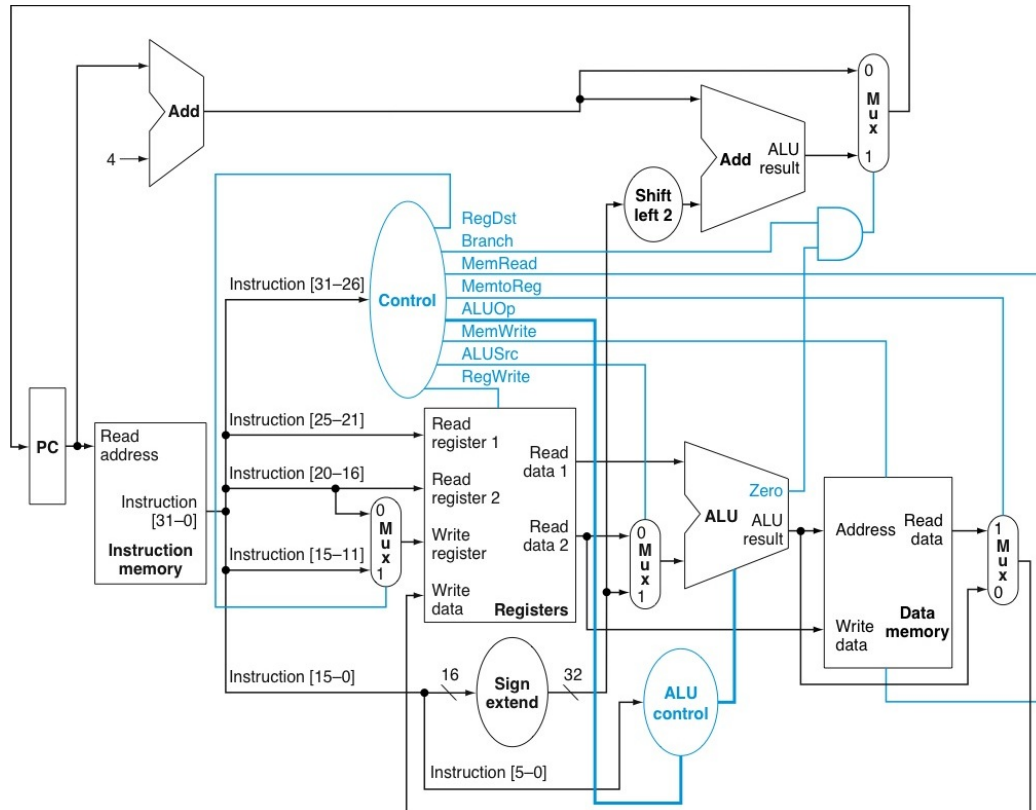 Add
4
Add
ALU
result
0
M
u
x
1
Shift
left 2
RegDst
Branch
MemRead
MemtoReg
ALUOp
MemWrite
ALUSrc
RegWrite
Control
Instruction [31–26]
Instruction [25–21]
Instruction [20–16]
Instruction [15–11]
Instruction [15–0]
Instruction [5–0]
PC
Read
address
Instruction
[31–0]
Instruction
memory
0
M
u
x
1
Read
register 1
Read
register 2
Write
register
Write
data
Read
data 1
Read
data 2
Registers
16
Sign
extend
32
0
M
u
x
1
Zero
ALU
ALU
result
ALU
control
Address
Read
data
Write
data
Data
memory
1
M
u
x
0